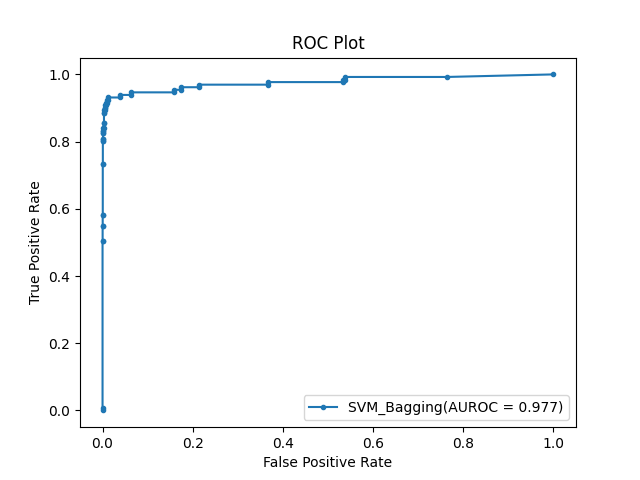 ROC Plot
1.0
0.8
0.6
0.4
0.2
0.0
True Positive Rate
SVM_Bagging(AUROC = 0.977)
0.0 0.2 0.4 0.6 0.8 1.0
False Positive Rate